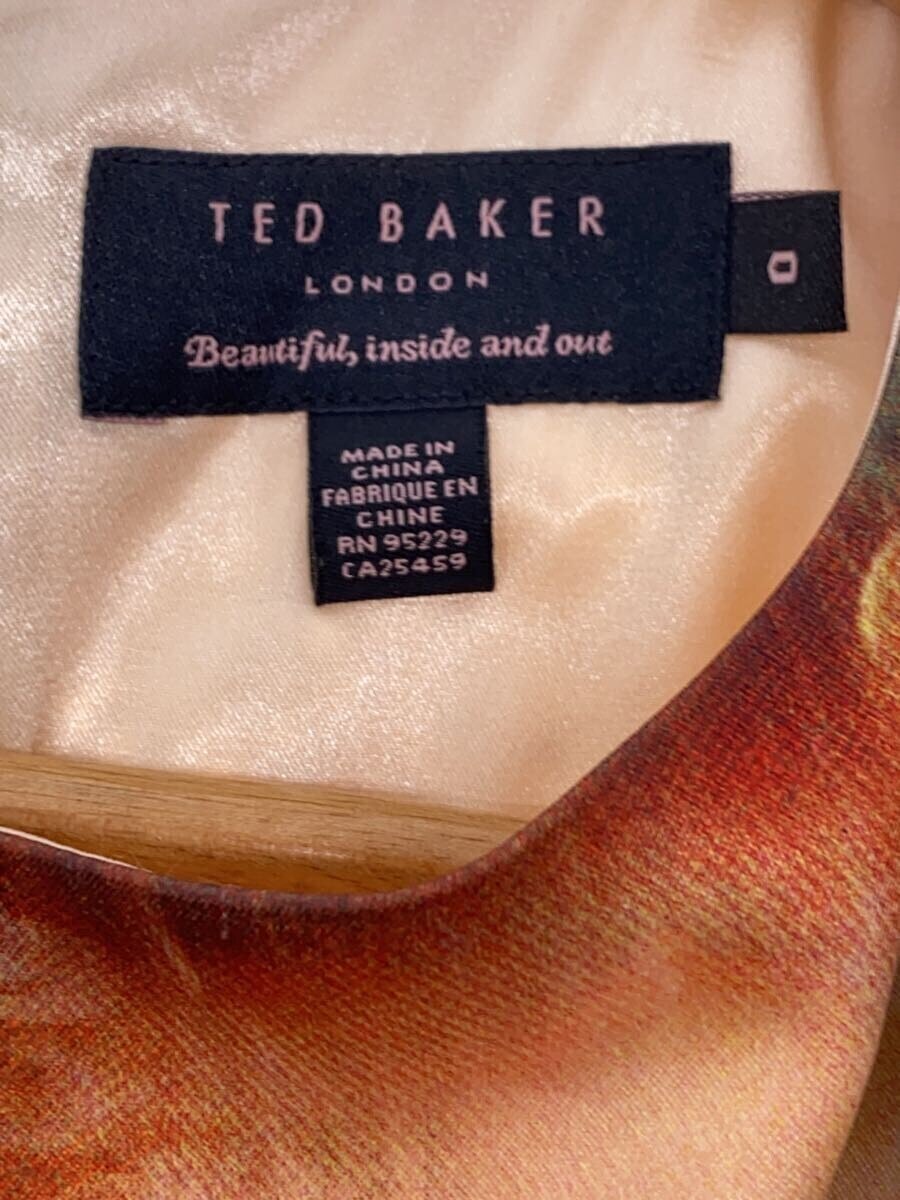 TED BAKER
LONDON
Beautiful, inside and out
0
MADE IN
CHINA
FABRIQUE EN
CHINE
RN 95229
CA25459